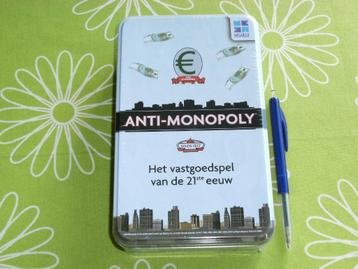 €
ANTI-MONOPOLY
Het vastgoedspel
van de 21ste eeuw